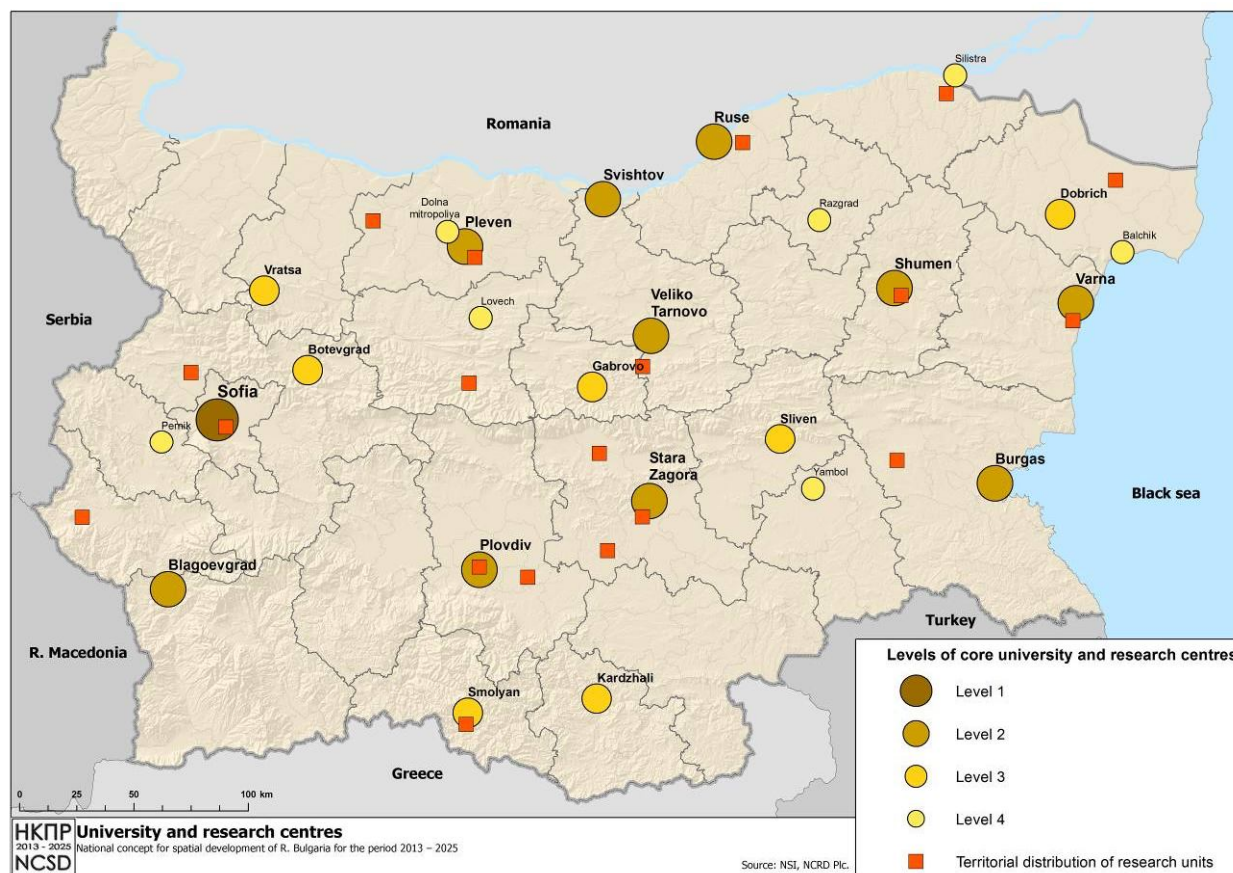 Silistra
Romania
Ruse
Svishtov
Dolna
mitropoliya
Pleven
Razgrad
Dobrich
Balchik
Vratsa
Shumen
Varna
Lovech
Veliko
Tarnovo
Serbia
Botevgrad
Gabrovo
Sofia
Pernik
Sliven
Stara
Zagora
Yambol
Burgas
Black sea
Plovdiv
Blagoevgrad
Turkey
R. Macedonia
Smolyan
Kardzhali
Greece
0 20 40 60 80 100 km
Levels of core university and research centres
Level 1
Level 2
Level 3
Level 4
Territorial distribution of research units
НКПР
2013 - 2025
NCSD
University and research centres
National concept for spatial development of R. Bulgaria for the period 2013 – 2025
Source: NSI, NCRD Plc.